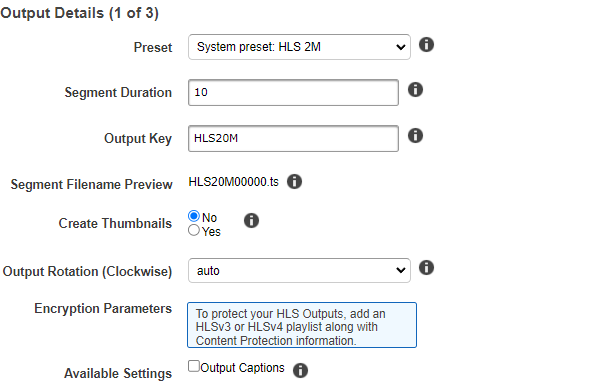 Output Details (1 of 3)
Preset System preset: HLS 2M
Segment Duration 10
Output Key HLS20M
Segment Filename Preview HLS20M00000.ts
Create Thumbnails No
Yes
Output Rotation (Clockwise) auto
Encryption Parameters To protect your HLS Outputs, add an
HLSv3 or HLSv4 playlist along with
Content Protection information.
Available Settings Output Captions